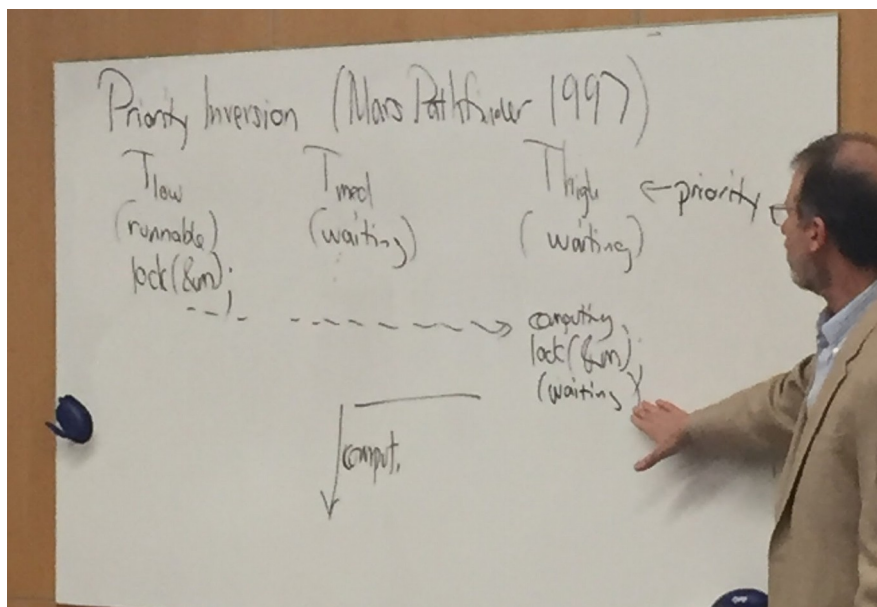 Priority Inversion (Mars Pathfinder 1997)
Tlow Tmed Thigh ← priority
(runnable) (waiting) (waiting)
lock(&m);
computing,
lock(&m);
(waiting)
comput.